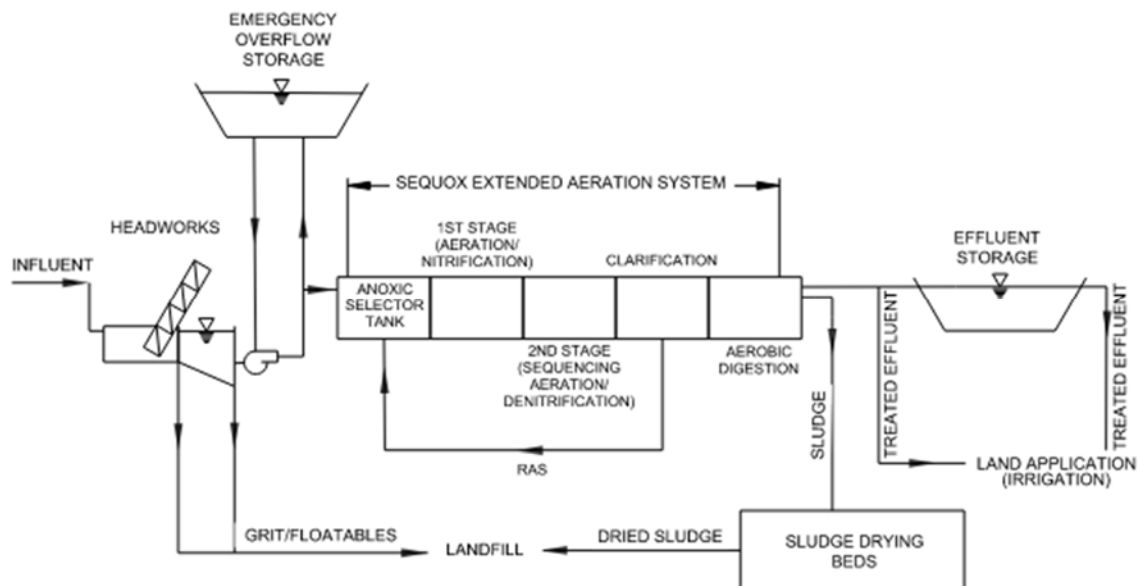 EMERGENCY
OVERFLOW
STORAGE
SEQUOX EXTENDED AERATION SYSTEM
HEADWORKS
INFLUENT
1ST STAGE
(AERATION/
NITRIFICATION)
CLARIFICATION
EFFLUENT
STORAGE
ANOXIC
SELECTOR
TANK
2ND STAGE
(SEQUENCING
AERATION/
DENITRIFICATION)
AEROBIC
DIGESTION
RAS
SLUDGE
TREATED EFFLUENT
TREATED EFFLUENT
LAND APPLICATION
(IRRIGATION)
GRIT/FLOATABLES
LANDFILL
DRIED SLUDGE
SLUDGE DRYING
BEDS